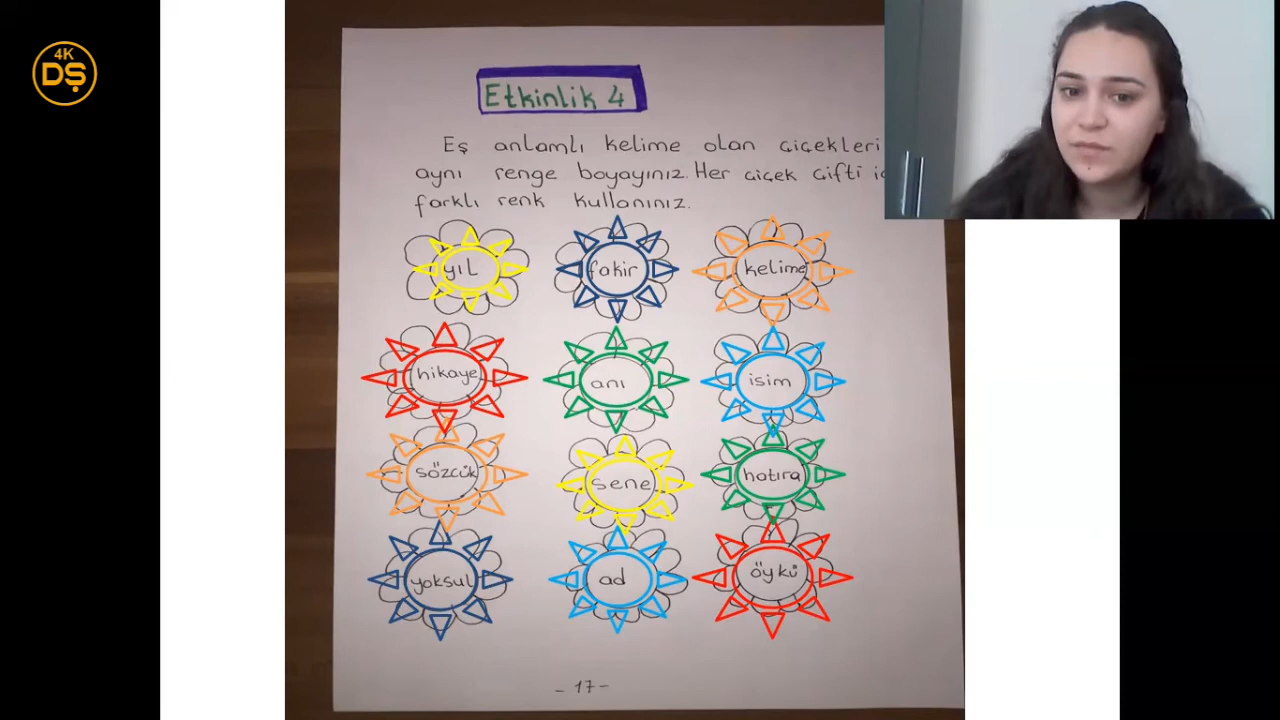 4K
DŞ
Etkinlik 4
Eş anlamlı kelime olan çiçekleri
aynı renge boyayınız. Her çiçek çifti
farklı renk kullanınız.
yıl fakir kelime
hikaye anı isim
sözcük sene hatıra
yoksul ad öykü
- 17 -